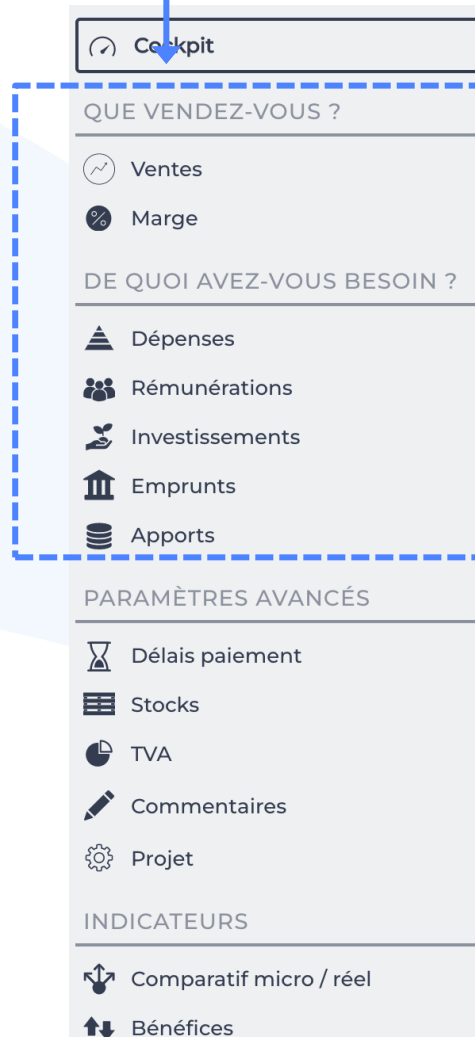 Cockpit
QUE VENDEZ-VOUS ?
Ventes
Marge
DE QUOI AVEZ-VOUS BESOIN ?
Dépenses
Rémunérations
Investissements
Emprunts
Apports
PARAMÈTRES AVANCÉS
Délais paiement
Stocks
TVA
Commentaires
Projet
INDICATEURS
Comparatif micro / réel
Bénéfices